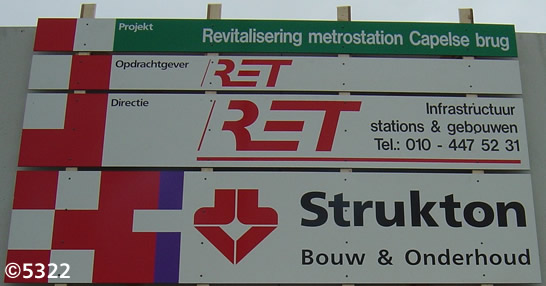 Projekt
Revitalisering metrostation Capelse brug
Opdrachtgever
RET
Directie
RET
Infrastructuur
stations & gebouwen
Tel.: 010 - 447 52 31
Strukton
Bouw & Onderhoud
©5322